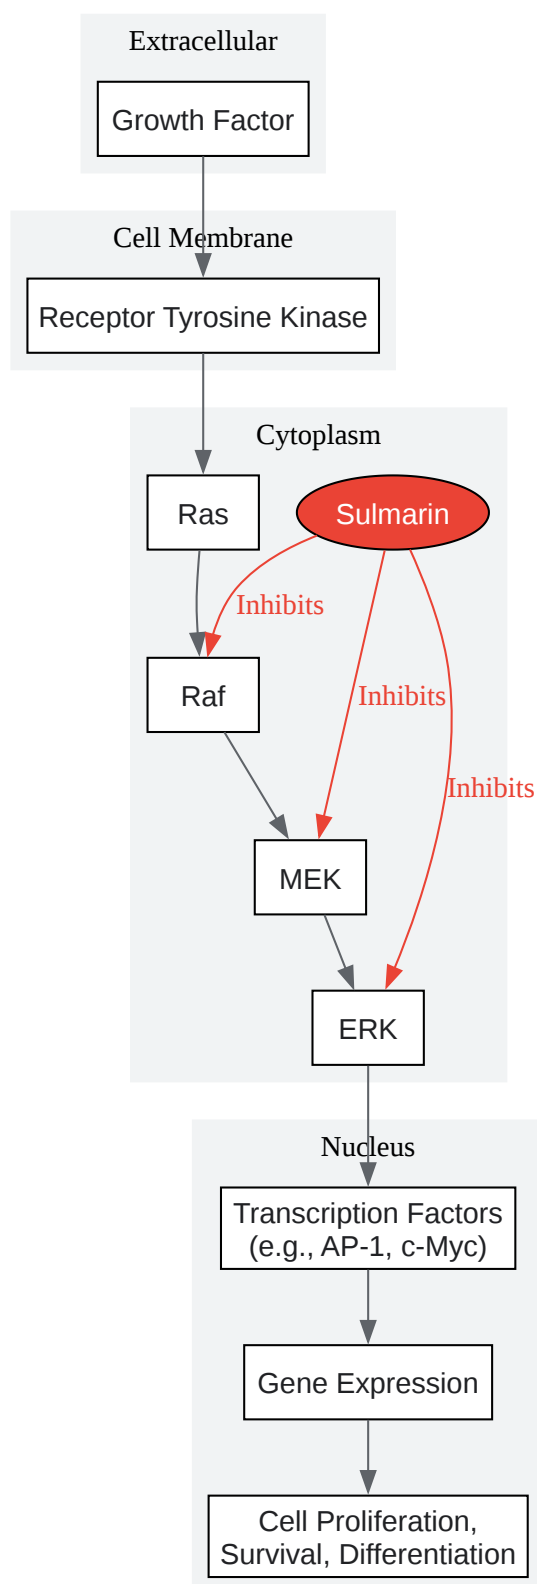 Extracellular
Growth Factor
Cell Membrane
Receptor Tyrosine Kinase
Cytoplasm
Ras
Sulmarin
Inhibits
Raf
Inhibits
Inhibits
MEK
ERK
Nucleus
Transcription Factors
(e.g., AP-1, c-Myc)
Gene Expression
Cell Proliferation,
Survival, Differentiation